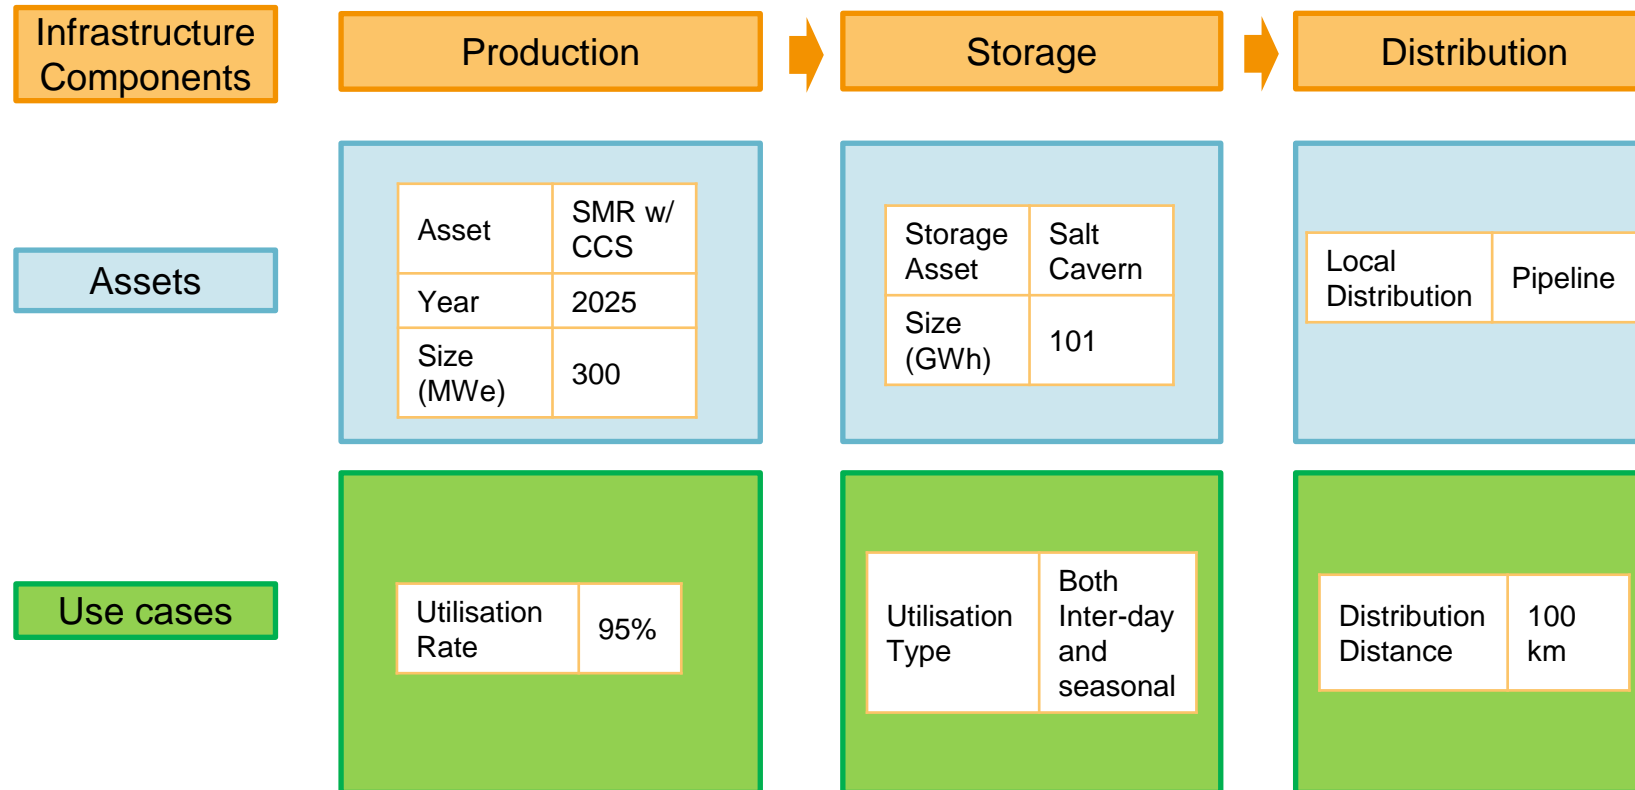 Infrastructure
Components
Production
Storage
Distribution
Assets
Asset
SMR w/
CCS
Year
2025
Size
(MWe)
300
Storage
Asset
Salt
Cavern
Size
(GWh)
101
Local
Distribution
Pipeline
Use cases
Utilisation
Rate
95%
Utilisation
Type
Both
Inter-day
and
seasonal
Distribution
Distance
100
km